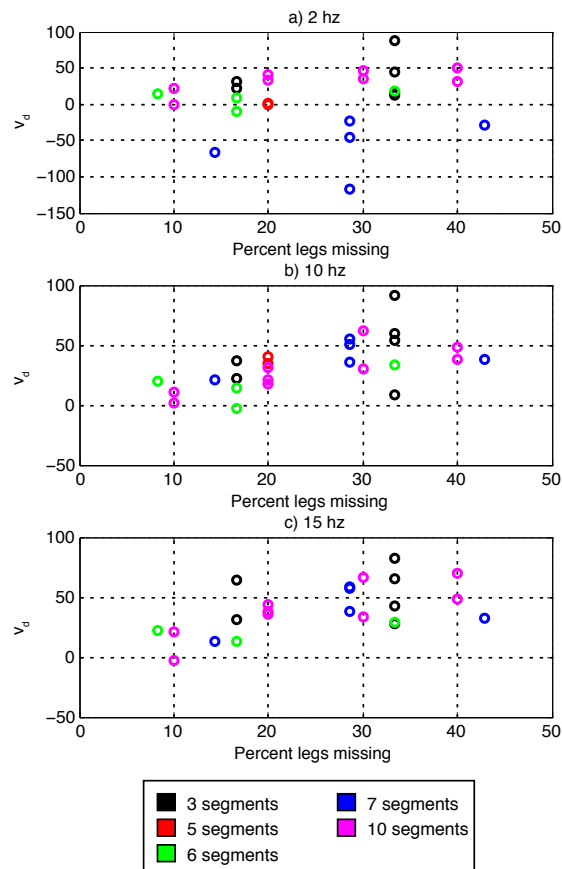 a) 2 hz
100
50
0
−50
−100
−150
v_d
10 20 30 40 50
Percent legs missing
b) 10 hz
100
50
0
−50
v_d
10 20 30 40 50
Percent legs missing
c) 15 hz
100
50
0
−50
v_d
10 20 30 40 50
Percent legs missing
3 segments
5 segments
6 segments
7 segments
10 segments